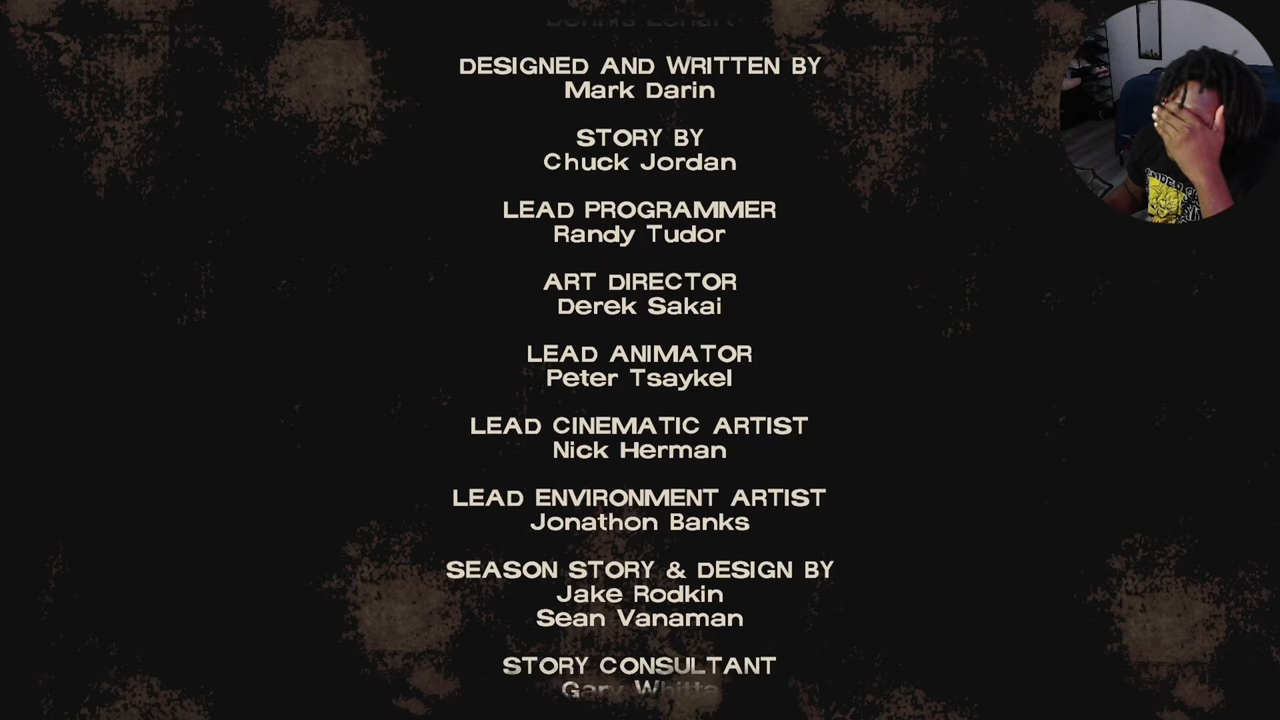 DESIGNED AND WRITTEN BY
Mark Darin
STORY BY
Chuck Jordan
LEAD PROGRAMMER
Randy Tudor
ART DIRECTOR
Derek Sakai
LEAD ANIMATOR
Peter Tsaykel
LEAD CINEMATIC ARTIST
Nick Herman
LEAD ENVIRONMENT ARTIST
Jonathon Banks
SEASON STORY & DESIGN BY
Jake Rodkin
Sean Vanaman
STORY CONSULTANT
Gary Whitta